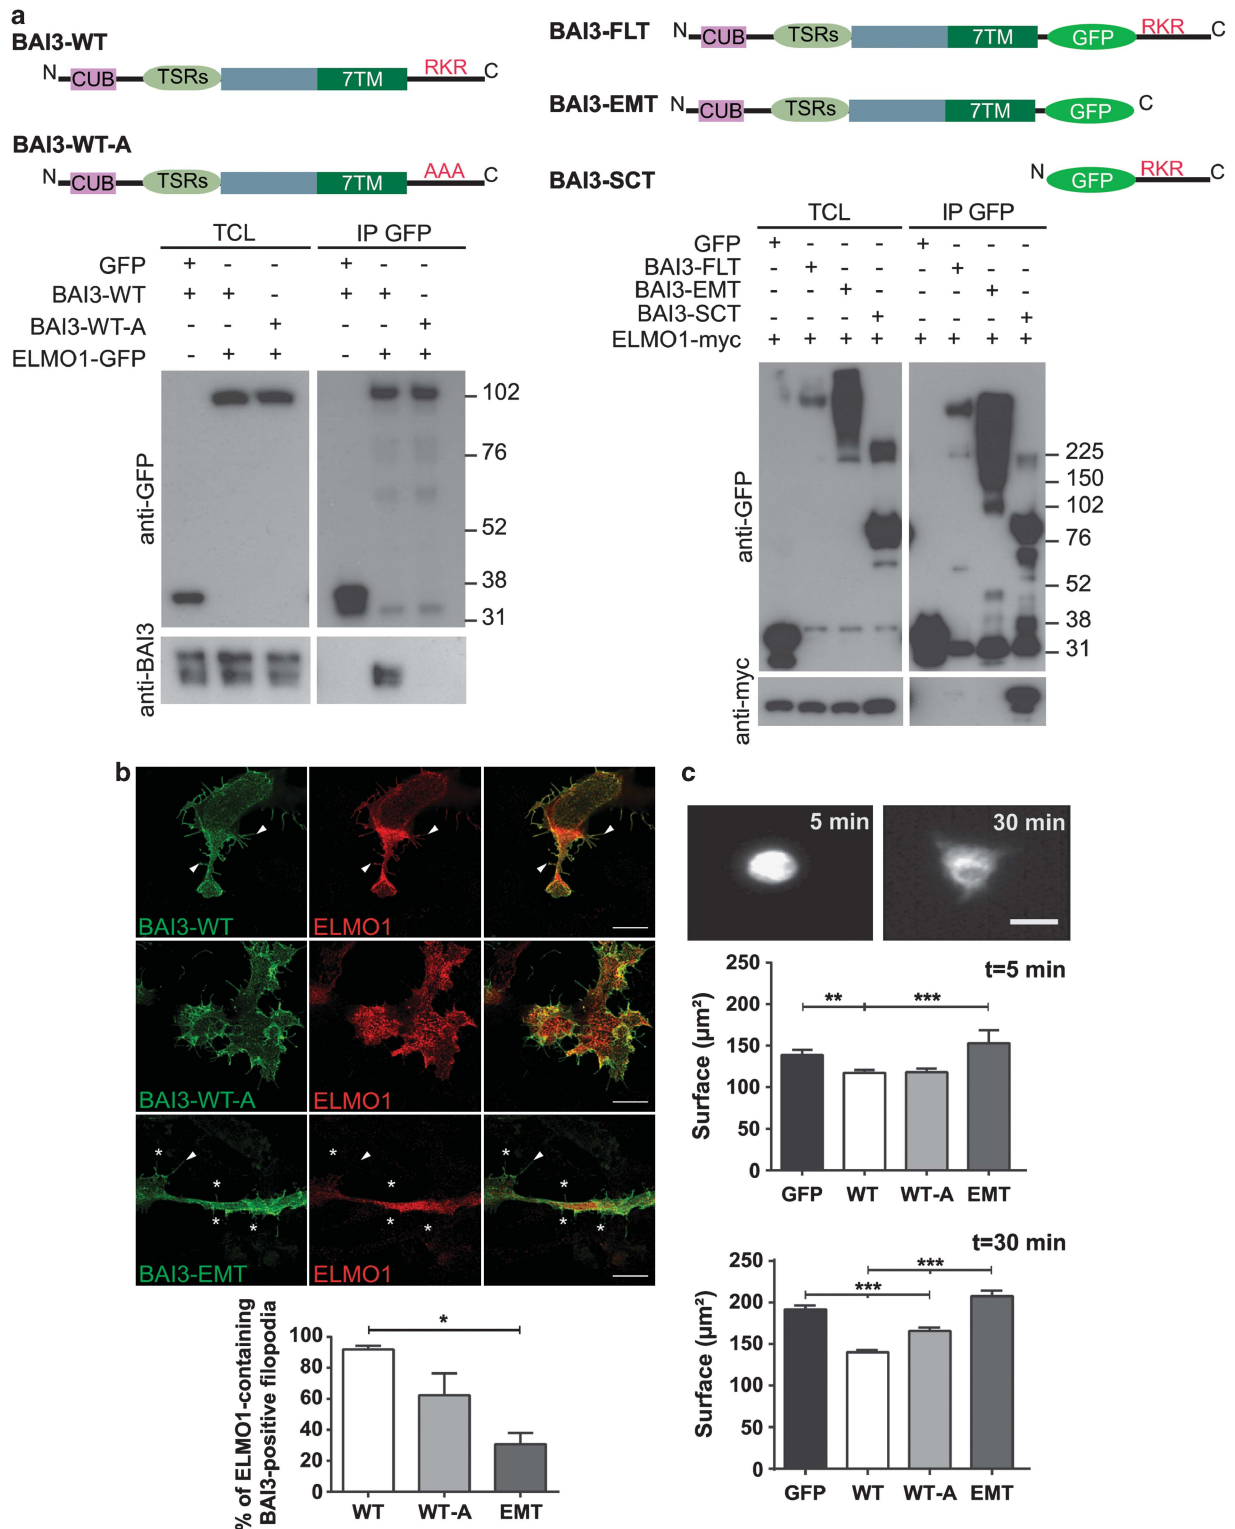 a
BAI3-WT
N CUB TSRs 7TM RKR C
BAI3-WT-A
N CUB TSRs 7TM AAA C
BAI3-FLT N CUB TSRs 7TM GFP RKR C
BAI3-EMT N CUB TSRs 7TM GFP C
BAI3-SCT N GFP RKR C
TCL IP GFP
GFP + - - + - -
BAI3-WT + + - + + -
BAI3-WT-A - - + - - +
ELMO1-GFP - + + - + +
anti-GFP
102
76
52
38
31
anti-BAI3
TCL IP GFP
GFP + - - - + - - -
BAI3-FLT - + - - - + - -
BAI3-EMT - - + - - - + -
BAI3-SCT - - - + - - - +
ELMO1-myc + + + + + + + +
anti-GFP
225
150
102
76
52
38
31
anti-myc
b
BAI3-WT ELMO1
BAI3-WT-A ELMO1
* * *
* * *
* * * * * *
BAI3-EMT ELMO1
% of ELMO1-containing
BAI3-positive filopodia
100
80
60
40
20
0
*
WT WT-A EMT
c
5 min 30 min
t=5 min
Surface (µm²)
250
200
150
100
50
0
** ***
GFP WT WT-A EMT
t=30 min
Surface (µm²)
250
200
150
100
50
0
***
***
GFP WT WT-A EMT